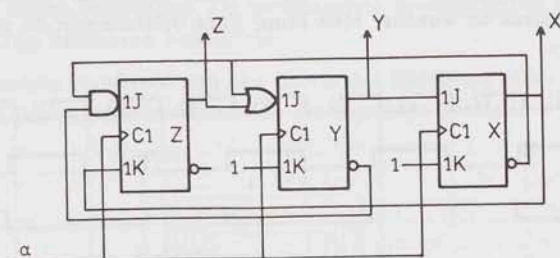 Z Y X
1J 1J 1J
C1 Z C1 Y C1 X
1K 1 1K 1 1K
α